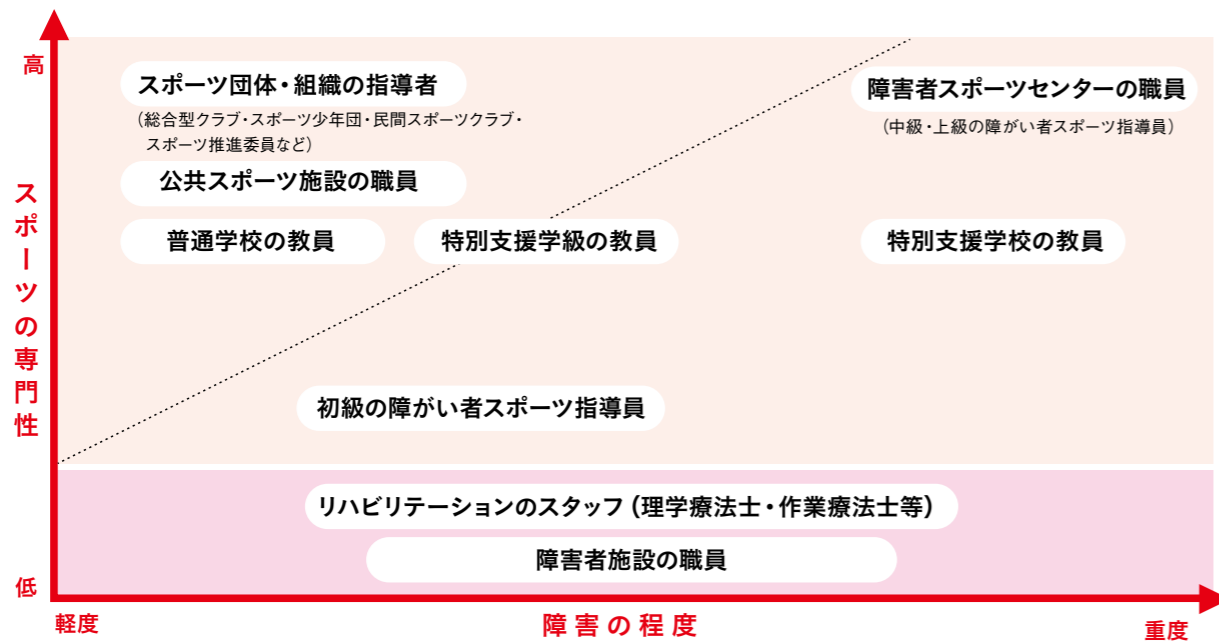 高
スポーツ団体・組織の指導者
（総合型クラブ・スポーツ少年団・民間スポーツクラブ・
スポーツ推進委員など）
障害者スポーツセンターの職員
（中級・上級の障がい者スポーツ指導員）
公共スポーツ施設の職員
普通学校の教員
特別支援学級の教員
特別支援学校の教員
スポーツの専門性
初級の障がい者スポーツ指導員
リハビリテーションのスタッフ（理学療法士・作業療法士等）
障害者施設の職員
低
軽度
障害の程度
重度